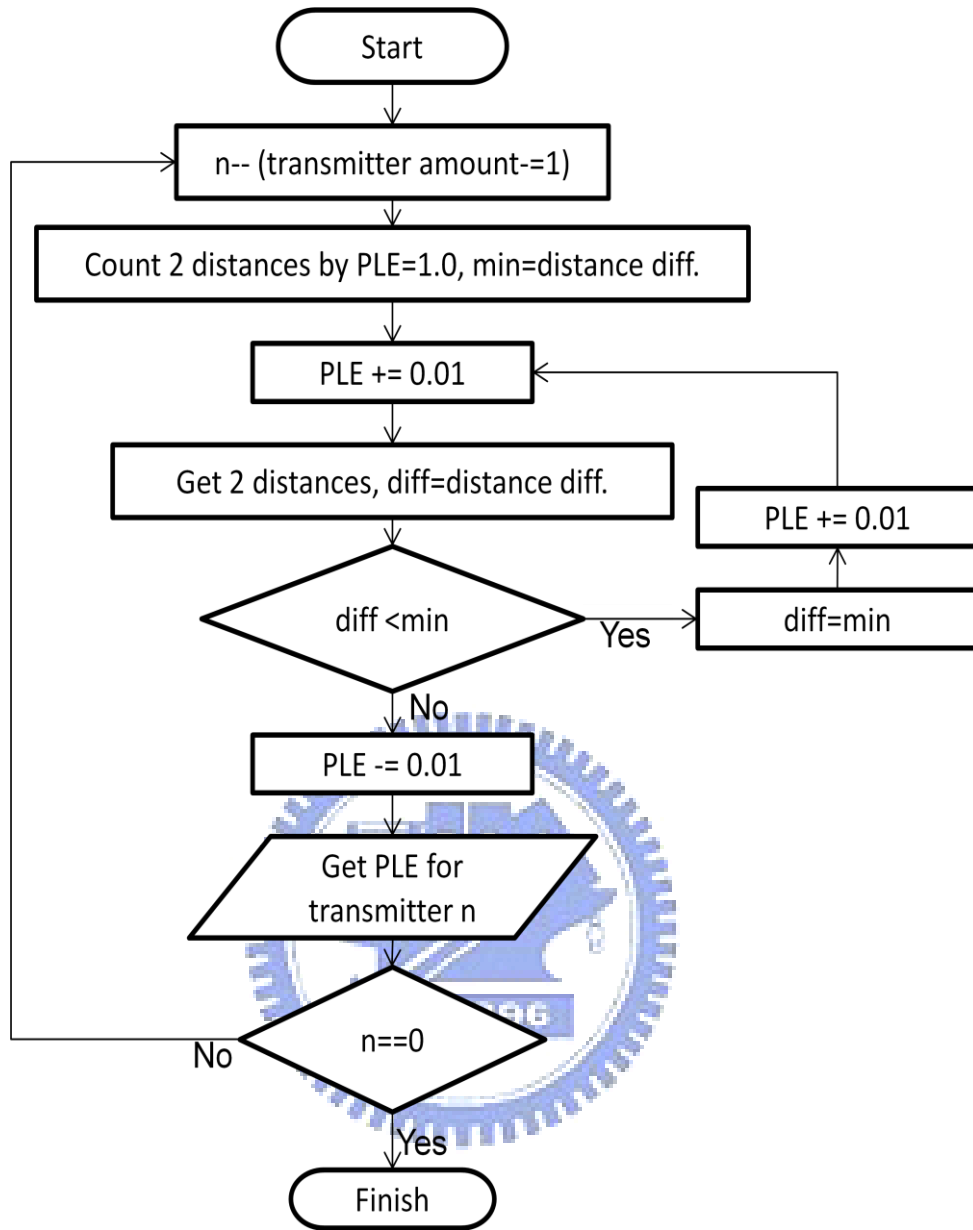 Start
n-- (transmitter amount-=1)
Count 2 distances by PLE=1.0, min=distance diff.
PLE += 0.01
Get 2 distances, diff=distance diff.
PLE += 0.01
diff <min
Yes
diff=min
No
PLE -= 0.01
Get PLE for
transmitter n
n==0
No
Yes
Finish